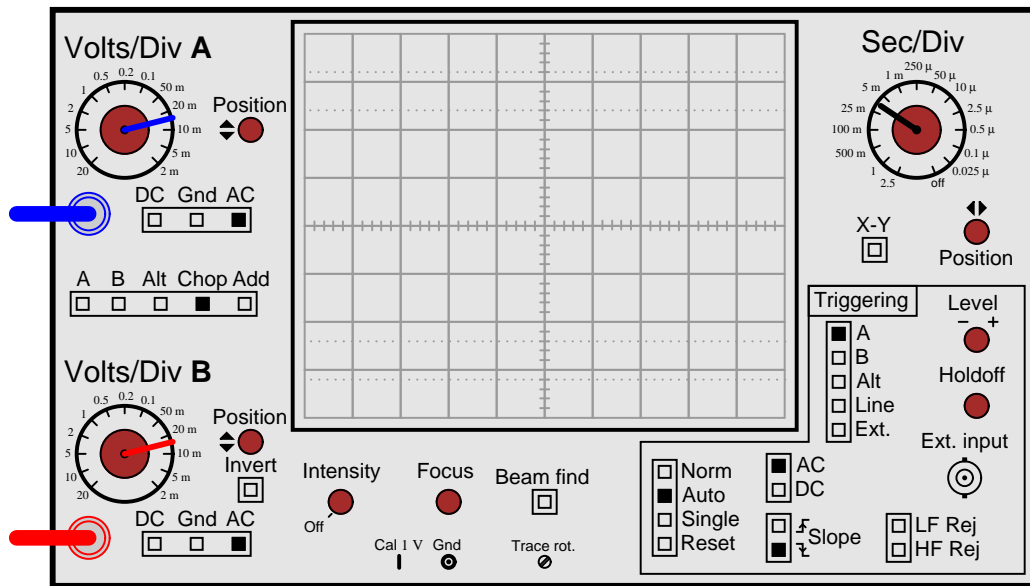 Volts/Div A
0.5 0.2 0.1
1 50 m
2 20 m
5 10 m
10 5 m
20 2 m
Position
DC Gnd AC
A B Alt Chop Add
Volts/Div B
0.5 0.2 0.1
1 50 m
2 20 m
5 10 m
10 5 m
20 2 m
Position
Invert
DC Gnd AC
Intensity
Off
Focus
Beam find
Cal 1 V Gnd
Trace rot.
Sec/Div
250 µ
1 m 50 µ
5 m 10 µ
25 m 2.5 µ
100 m 0.5 µ
500 m 0.1 µ
1 0.025 µ
2.5 off
X-Y
Position
Triggering
A
B
Alt
Line
Ext.
Level
− +
Holdoff
Ext. input
Norm
Auto
Single
Reset
AC
DC
Slope
LF Rej
HF Rej